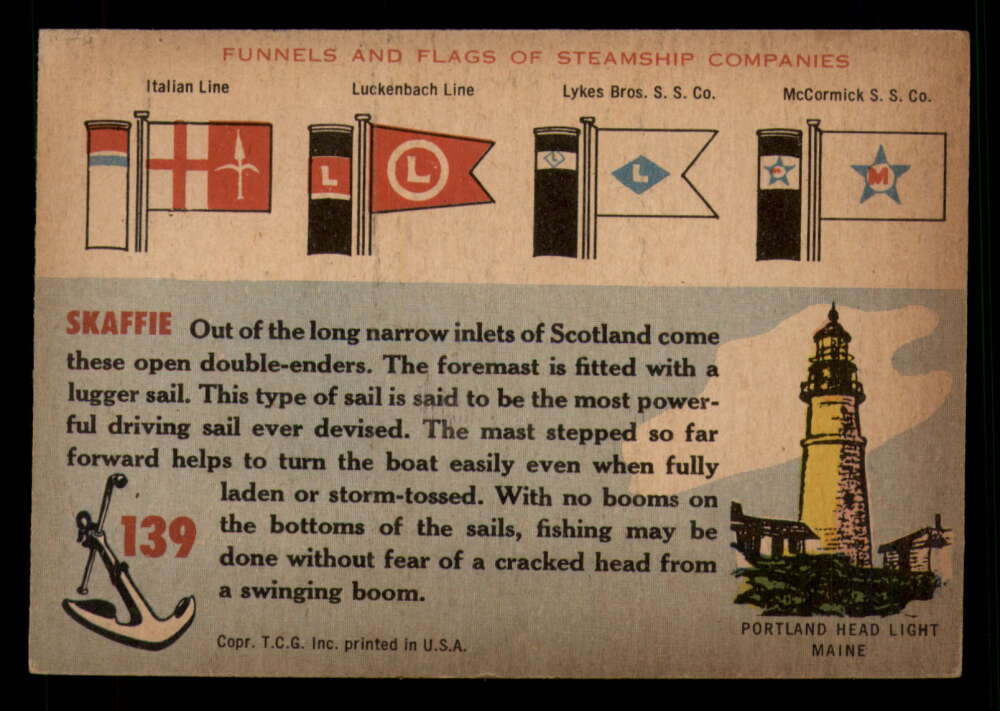 FUNNELS AND FLAGS OF STEAMSHIP COMPANIES
Italian Line
Luckenbach Line
Lykes Bros. S. S. Co.
McCormick S. S. Co.
L
L
L
L
M
SKAFFIE Out of the long narrow inlets of Scotland come
these open double-enders. The foremast is fitted with a
lugger sail. This type of sail is said to be the most power-
ful driving sail ever devised. The mast stepped so far
forward helps to turn the boat easily even when fully
laden or storm-tossed. With no booms on
the bottoms of the sails, fishing may be
done without fear of a cracked head from
a swinging boom.
139
Copr. T.C.G. Inc. printed in U.S.A.
PORTLAND HEAD LIGHT
MAINE